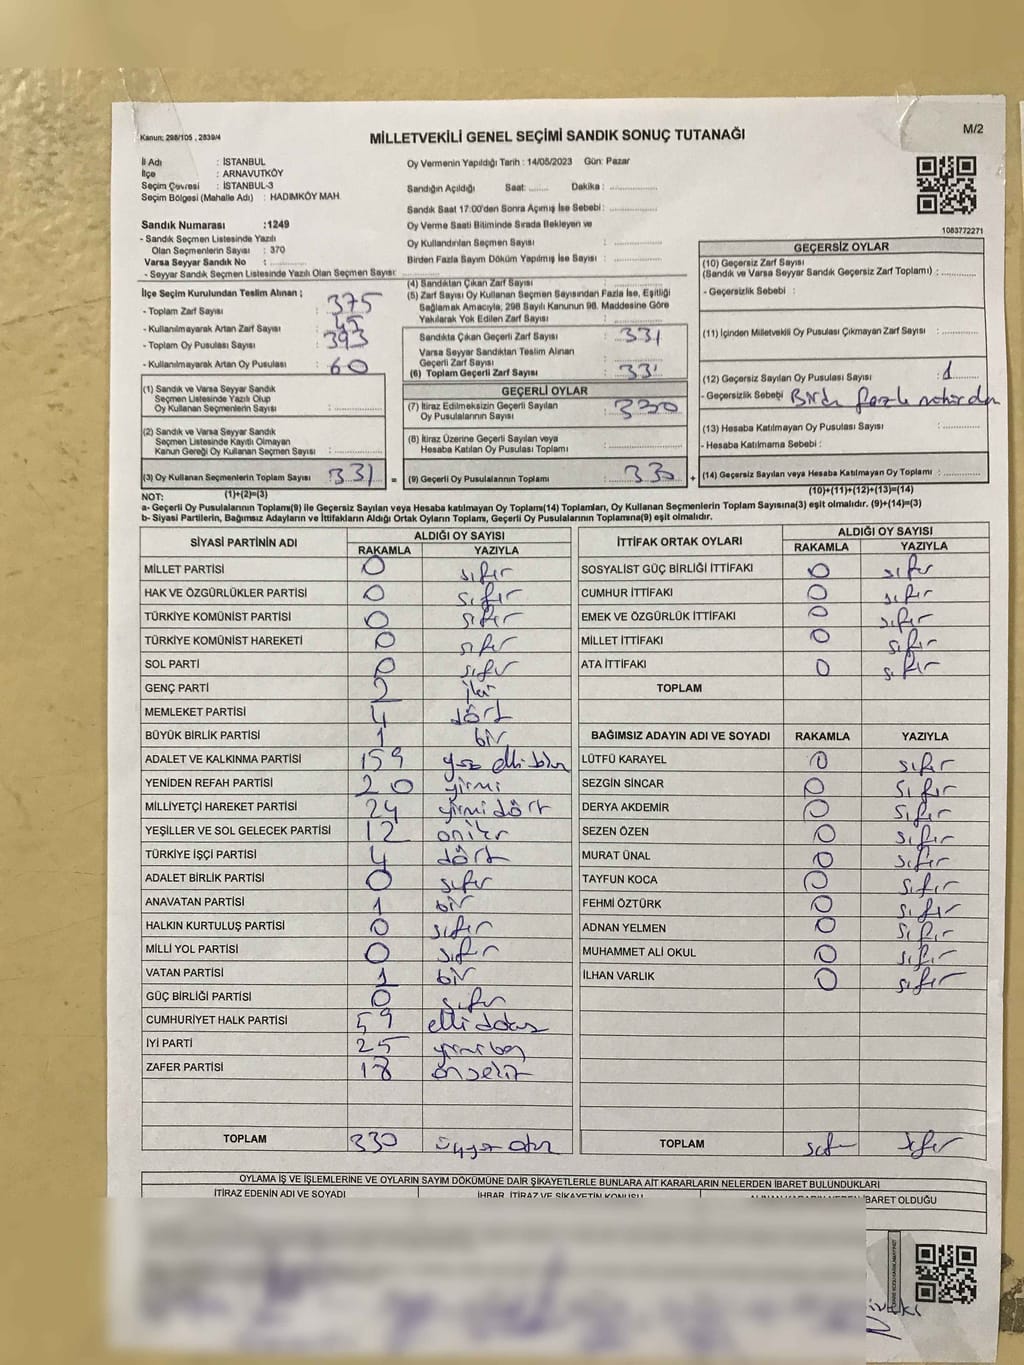 Kanun: 298/105 , 2839/4
MİLLETVEKİLİ GENEL SEÇİMİ SANDIK SONUÇ TUTANAĞI
M/2
İl Adı : İSTANBUL
İlçe : ARNAVUTKÖY
Seçim Çevresi : İSTANBUL-3
Seçim Bölgesi (Mahalle Adı) : HADIMKÖY MAH
Oy Vermenin Yapıldığı Tarih : 14/05/2023 Gün: Pazar
Sandığın Açıldığı Saat: ........ Dakika : ................
Sandık Saat 17:00'den Sonra Açılmış İse Sebebi : ................
Oy Verme Saati Bitiminde Sırada Bekleyen ve
Oy Kullandırılan Seçmen Sayısı : ................
Birden Fazla Sayım Döküm Yapılmış İse Sayısı : ................
1083772271
Sandık Numarası :1249
- Sandık Seçmen Listesinde Yazılı
Olan Seçmenlerin Sayısı : 370
Varsa Seyyar Sandık No : ................
- Seyyar Sandık Seçmen Listesinde Yazılı Olan Seçmen Sayısı: ................
İlçe Seçim Kurulundan Teslim Alınan ;
- Toplam Zarf Sayısı : 375
- Kullanılmayarak Artan Zarf Sayısı : 45
- Toplam Oy Pusulası Sayısı : 393
- Kullanılmayarak Artan Oy Pusulası : 60
(1) Sandık ve Varsa Seyyar Sandık
Seçmen Listesinde Yazılı Olup
Oy Kullanan Seçmenlerin Sayısı : ................
(2) Sandık ve Varsa Seyyar Sandık
Seçmen Listesinde Kayıtlı Olmayan
Kanun Gereği Oy Kullanan Seçmen Sayısı : ................
(3) Oy Kullanan Seçmenlerin Toplam Sayısı : 331 =
(1)+(2)=(3)
(4) Sandıktan Çıkan Zarf Sayısı : ................
(5) Zarf Sayısı Oy Kullanan Seçmen Sayısından Fazla İse, Eşitliği
Sağlamak Amacıyla, 298 Sayılı Kanunun 98. Maddesine Göre
Yakılarak Yok Edilen Zarf Sayısı : ................
Sandıkta Çıkan Geçerli Zarf Sayısı : 331
Varsa Seyyar Sandıktan Teslim Alınan
Geçerli Zarf Sayısı : ................
(6) Toplam Geçerli Zarf Sayısı : 331
GEÇERLİ OYLAR
(7) İtiraz Edilmeksizin Geçerli Sayılan
Oy Pusulalarının Sayısı : 330
(8) İtiraz Üzerine Geçerli Sayılan veya
Hesaba Katılan Oy Pusulası Toplamı : ................
(9) Geçerli Oy Pusulalarının Toplamı : 330 +
GEÇERSİZ OYLAR
(10) Geçersiz Zarf Sayısı
(Sandık ve Varsa Seyyar Sandık Geçersiz Zarf Toplamı) : ................
- Geçersizlik Sebebi :
(11) İçinden Milletvekili Oy Pusulası Çıkmayan Zarf Sayısı : ................
(12) Geçersiz Sayılan Oy Pusulası Sayısı : 1
- Geçersizlik Sebebi Birden fazla mühürden
(13) Hesaba Katılmayan Oy Pusulası Sayısı : ................
- Hesaba Katılmama Sebebi :
(14) Geçersiz Sayılan veya Hesaba Katılmayan Oy Toplamı : ................
(10)+(11)+(12)+(13)=(14)
NOT:
a- Geçerli Oy Pusulalarının Toplamı(9) ile Geçersiz Sayılan veya Hesaba katılmayan Oy Toplam(14) Toplamları, Oy Kullanan Seçmenlerin Toplam Sayısına(3) eşit olmalıdır. (9)+(14)=(3)
b- Siyasi Partilerin, Bağımsız Adayların ve İttifakların Aldığı Ortak Oyların Toplamı, Geçerli Oy Pusulalarının Toplamına(9) eşit olmalıdır.
SİYASİ PARTİNİN ADI ALDIĞI OY SAYISI
RAKAMLA YAZIYLA
MİLLET PARTİSİ 0 sıfır
HAK VE ÖZGÜRLÜKLER PARTİSİ 0 sıfır
TÜRKİYE KOMÜNİST PARTİSİ 0 sıfır
TÜRKİYE KOMÜNİST HAREKETİ 0 sıfır
SOL PARTİ 0 sıfır
GENÇ PARTİ 2 iki
MEMLEKET PARTİSİ 4 dört
BÜYÜK BİRLİK PARTİSİ 1 bir
ADALET VE KALKINMA PARTİSİ 159 yüz elli dokuz
YENİDEN REFAH PARTİSİ 20 yirmi
MİLLİYETÇİ HAREKET PARTİSİ 24 yirmi dört
YEŞİLLER VE SOL GELECEK PARTİSİ 12 oniki
TÜRKİYE İŞÇİ PARTİSİ 4 dört
ADALET BİRLİK PARTİSİ 0 sıfır
ANAVATAN PARTİSİ 1 bir
HALKIN KURTULUŞ PARTİSİ 0 sıfır
MİLLİ YOL PARTİSİ 0 sıfır
VATAN PARTİSİ 1 bir
GÜÇ BİRLİĞİ PARTİSİ 0 sıfır
CUMHURİYET HALK PARTİSİ 59 elli dokuz
İYİ PARTİ 25 yirmi beş
ZAFER PARTİSİ 18 onsekiz
TOPLAM 330 üçyüz otuz
İTTİFAK ORTAK OYLARI ALDIĞI OY SAYISI
RAKAMLA YAZIYLA
SOSYALİST GÜÇ BİRLİĞİ İTTİFAKI 0 sıfır
CUMHUR İTTİFAKI 0 sıfır
EMEK VE ÖZGÜRLÜK İTTİFAKI 0 sıfır
MİLLET İTTİFAKI 0 sıfır
ATA İTTİFAKI 0 sıfır
TOPLAM
BAĞIMSIZ ADAYIN ADI VE SOYADI RAKAMLA YAZIYLA
LÜTFÜ KARAYEL 0 sıfır
SEZGİN SİNCAR 0 sıfır
DERYA AKDEMİR 0 sıfır
SEZEN ÖZEN 0 sıfır
MURAT ÜNAL 0 sıfır
TAYFUN KOCA 0 sıfır
FEHMİ ÖZTÜRK 0 sıfır
ADNAN YELMEN 0 sıfır
MUHAMMET ALİ OKUL 0 sıfır
İLHAN VARLIK 0 sıfır
TOPLAM sıfır sıfır
OYLAMA İŞ VE İŞLEMLERİNE VE OYLARIN SAYIM DÖKÜMÜNE DAİR ŞİKAYETLERLE BUNLARA AİT KARARLARIN NELERDEN İBARET BULUNDUKLARI
İTİRAZ EDENİN ADI VE SOYADI İHBAR, İTİRAZ VE ŞİKAYETİN KONUSU İBARET OLDUĞU